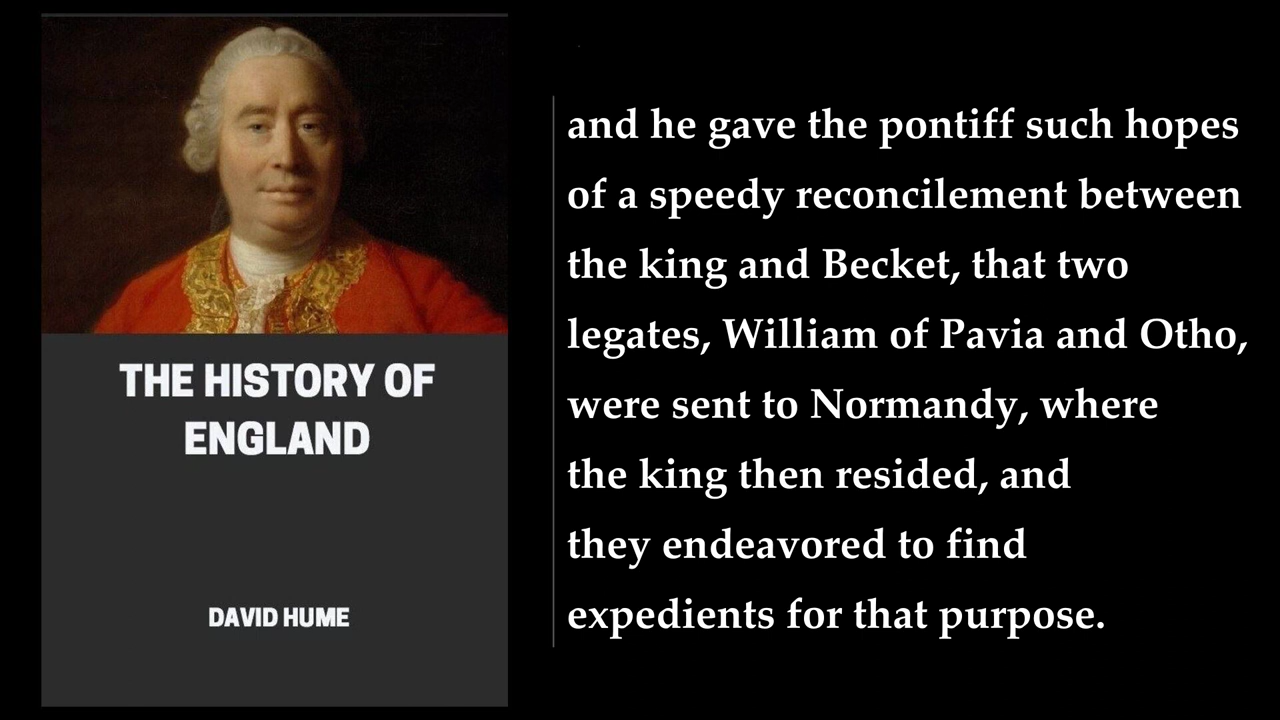 THE HISTORY OF
ENGLAND
DAVID HUME
and he gave the pontiff such hopes
of a speedy reconcilement between
the king and Becket, that two
legates, William of Pavia and Otho,
were sent to Normandy, where
the king then resided, and
they endeavored to find
expedients for that purpose.